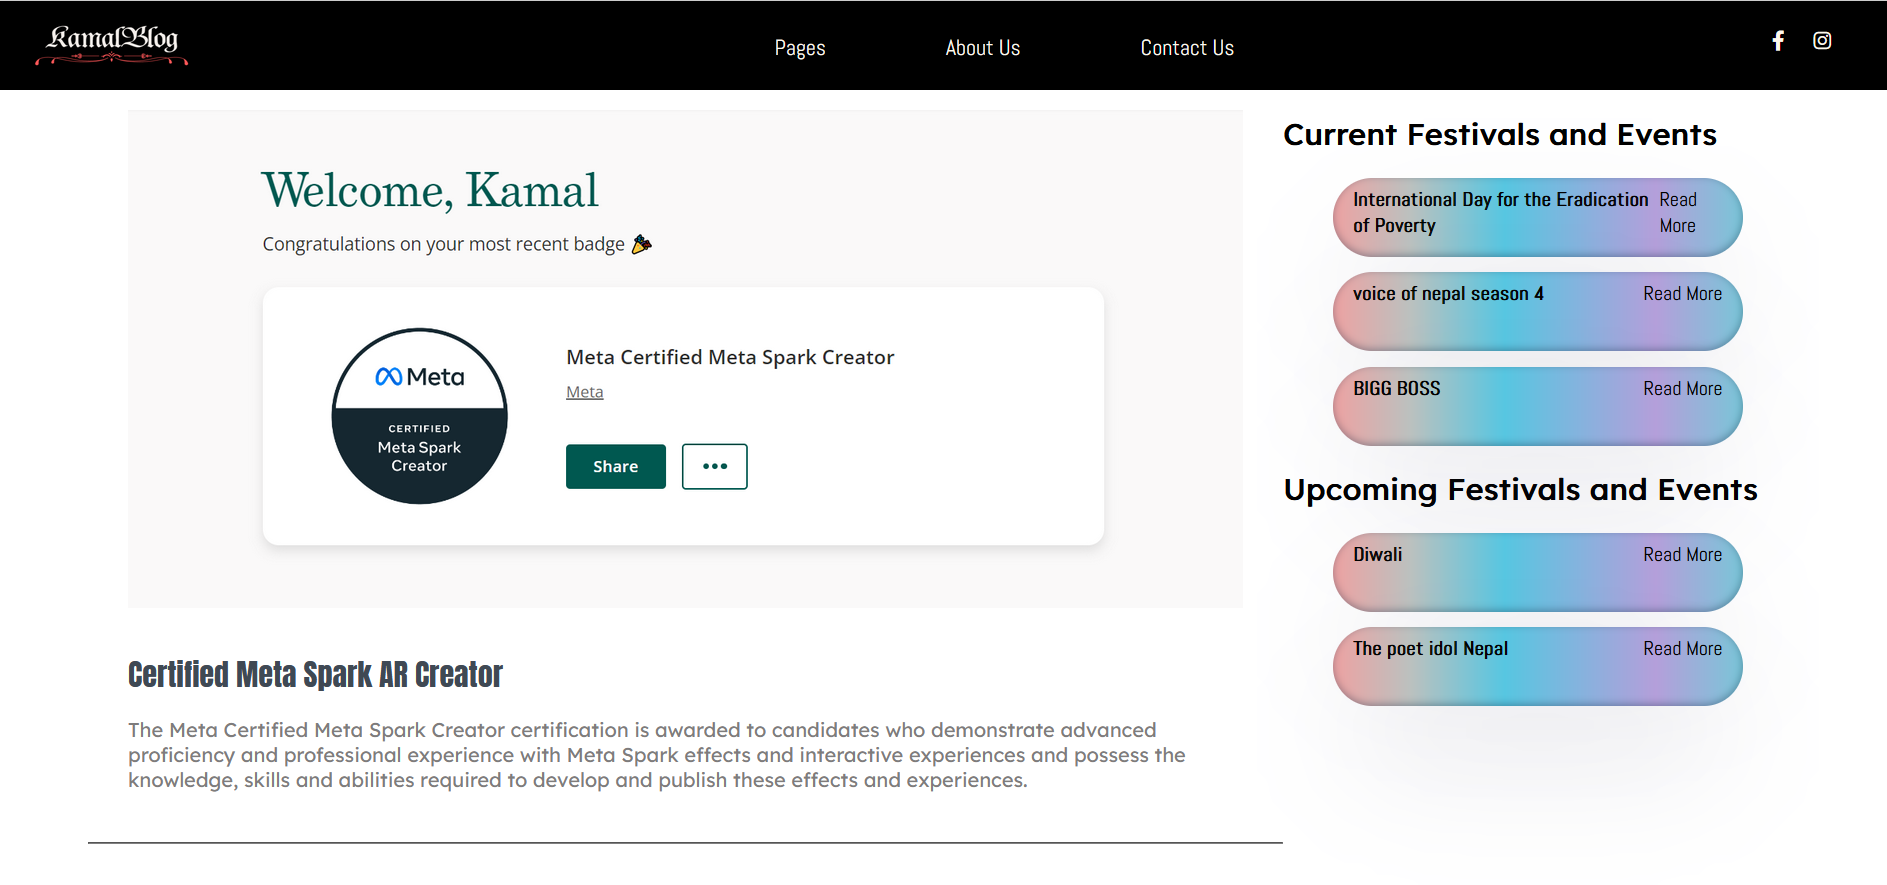 KamalBlog
Pages
About Us
Contact Us
Welcome, Kamal
Congratulations on your most recent badge 🎉
Meta
CERTIFIED
Meta Spark
Creator
Meta Certified Meta Spark Creator
Meta
Share
Certified Meta Spark AR Creator
The Meta Certified Meta Spark Creator certification is awarded to candidates who demonstrate advanced
proficiency and professional experience with Meta Spark effects and interactive experiences and possess the
knowledge, skills and abilities required to develop and publish these effects and experiences.
Current Festivals and Events
International Day for the Eradication
of Poverty
Read
More
voice of nepal season 4
Read More
BIGG BOSS
Read More
Upcoming Festivals and Events
Diwali
Read More
The poet idol Nepal
Read More